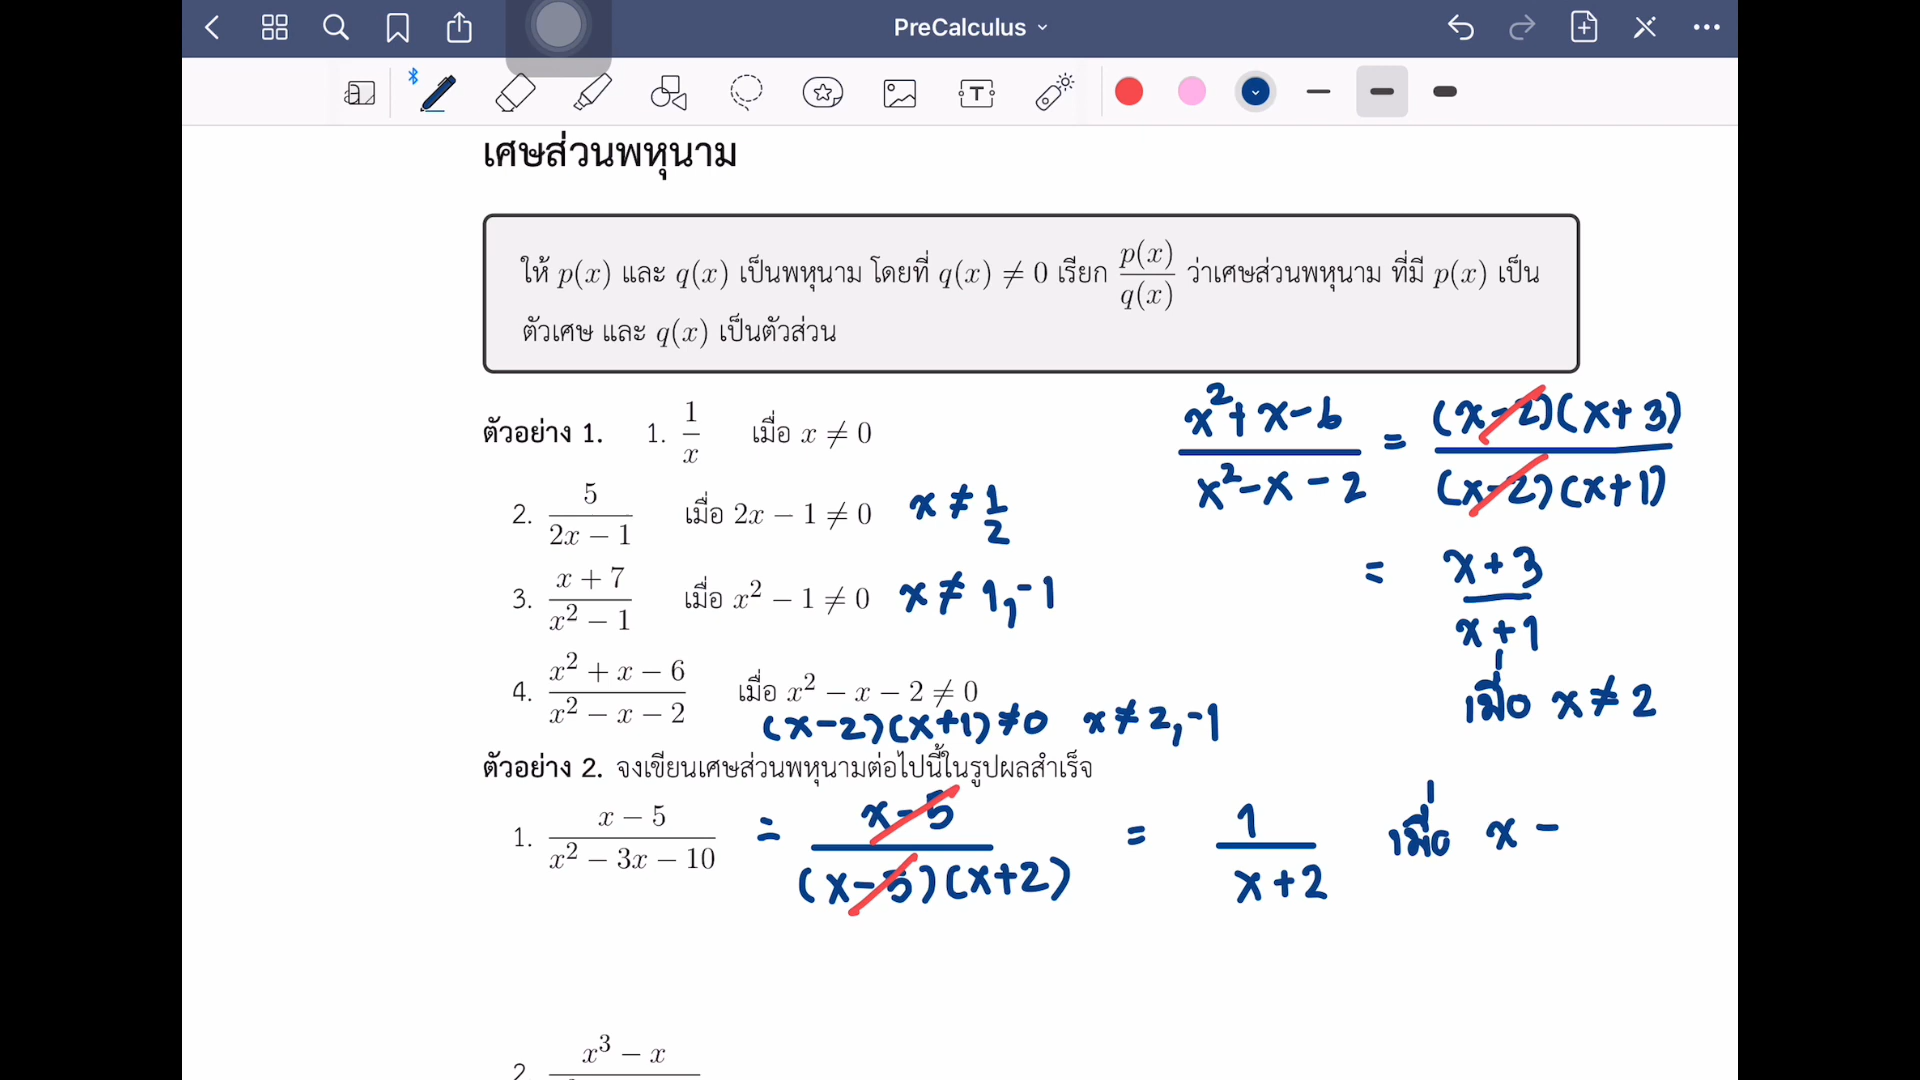 PreCalculus
เศษส่วนพหุนาม
ให้ p(x) และ q(x) เป็นพหุนาม โดยที่ q(x) ≠ 0 เรียก p(x)/q(x) ว่าเศษส่วนพหุนาม ที่มี p(x) เป็น
ตัวเศษ และ q(x) เป็นตัวส่วน
ตัวอย่าง 1. 1. 1/x เมื่อ x ≠ 0
(x²+x-6)/(x²-x-2) = (x-2)(x+3)/(x-2)(x+1)
2. 5/(2x − 1) เมื่อ 2x − 1 ≠ 0 x ≠ 1/2
= (x+3)/(x+1)
3. (x + 7)/(x² − 1) เมื่อ x² − 1 ≠ 0 x ≠ 1,-1
4. (x² + x − 6)/(x² − x − 2) เมื่อ x² − x − 2 ≠ 0
เมื่อ x ≠ 2
(x-2)(x+1) ≠ 0 x ≠ 2,-1
ตัวอย่าง 2. จงเขียนเศษส่วนพหุนามต่อไปนี้ในรูปผลสำเร็จ
1. (x − 5)/(x² − 3x − 10) = (x-5)/(x-5)(x+2) = 1/(x+2) เมื่อ x -
2. x³ − x